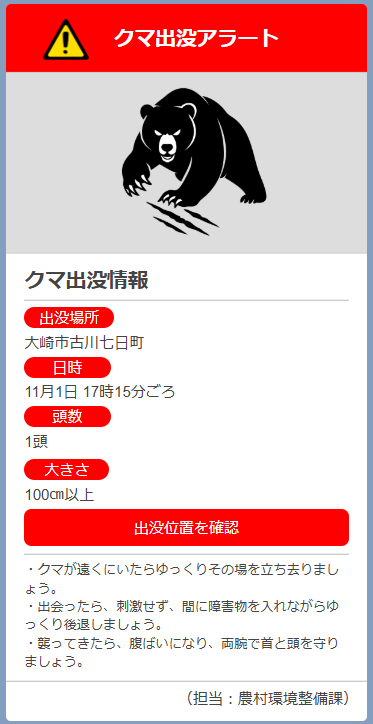 クマ出没アラート
クマ出没情報
出没場所
大崎市古川七日町
日時
11月1日 17時15分ごろ
頭数
1頭
大きさ
100㎝以上
出没位置を確認
・クマが遠くにいたらゆっくりその場を立ち去りまし
ょう。
・出会ったら、刺激せず、間に障害物を入れながらゆ
っくり後退しましょう。
・襲ってきたら、腹ばいになり、両腕で首と頭を守り
ましょう。
（担当：農村環境整備課）